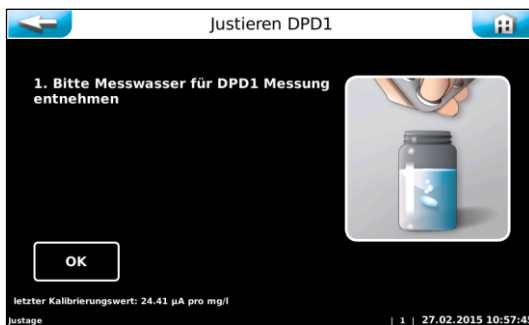 Justieren DPD1
1. Bitte Messwasser für DPD1 Messung
entnehmen
OK
letzter Kalibrierungswert: 24.41 µA pro mg/l
Justage | 1 | 27.02.2015 10:57:45